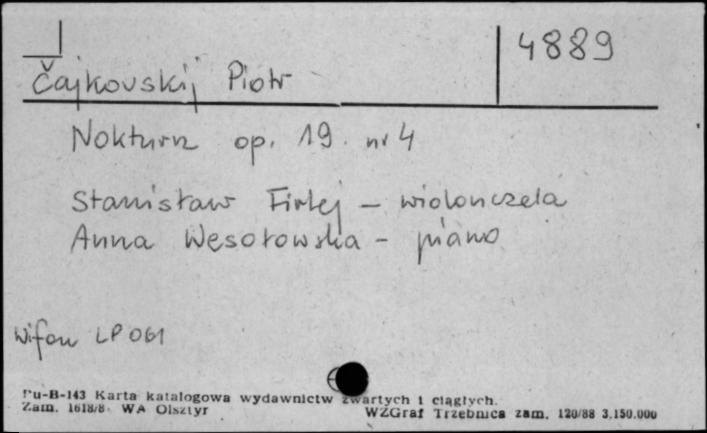 4889
Čajkovskij Piotr
Nokturn op. 19. nr 4
Stanisław Firlej – wiolonczela
Anna Wesołowska – piano
Wifon LP 061
Pu-B-143 Karta katalogowa wydawnictw zwartych i ciągłych.
Zam. 1618/8 WA Olsztyr
WZGraf Trzebnica zam. 120/88 3.150.000